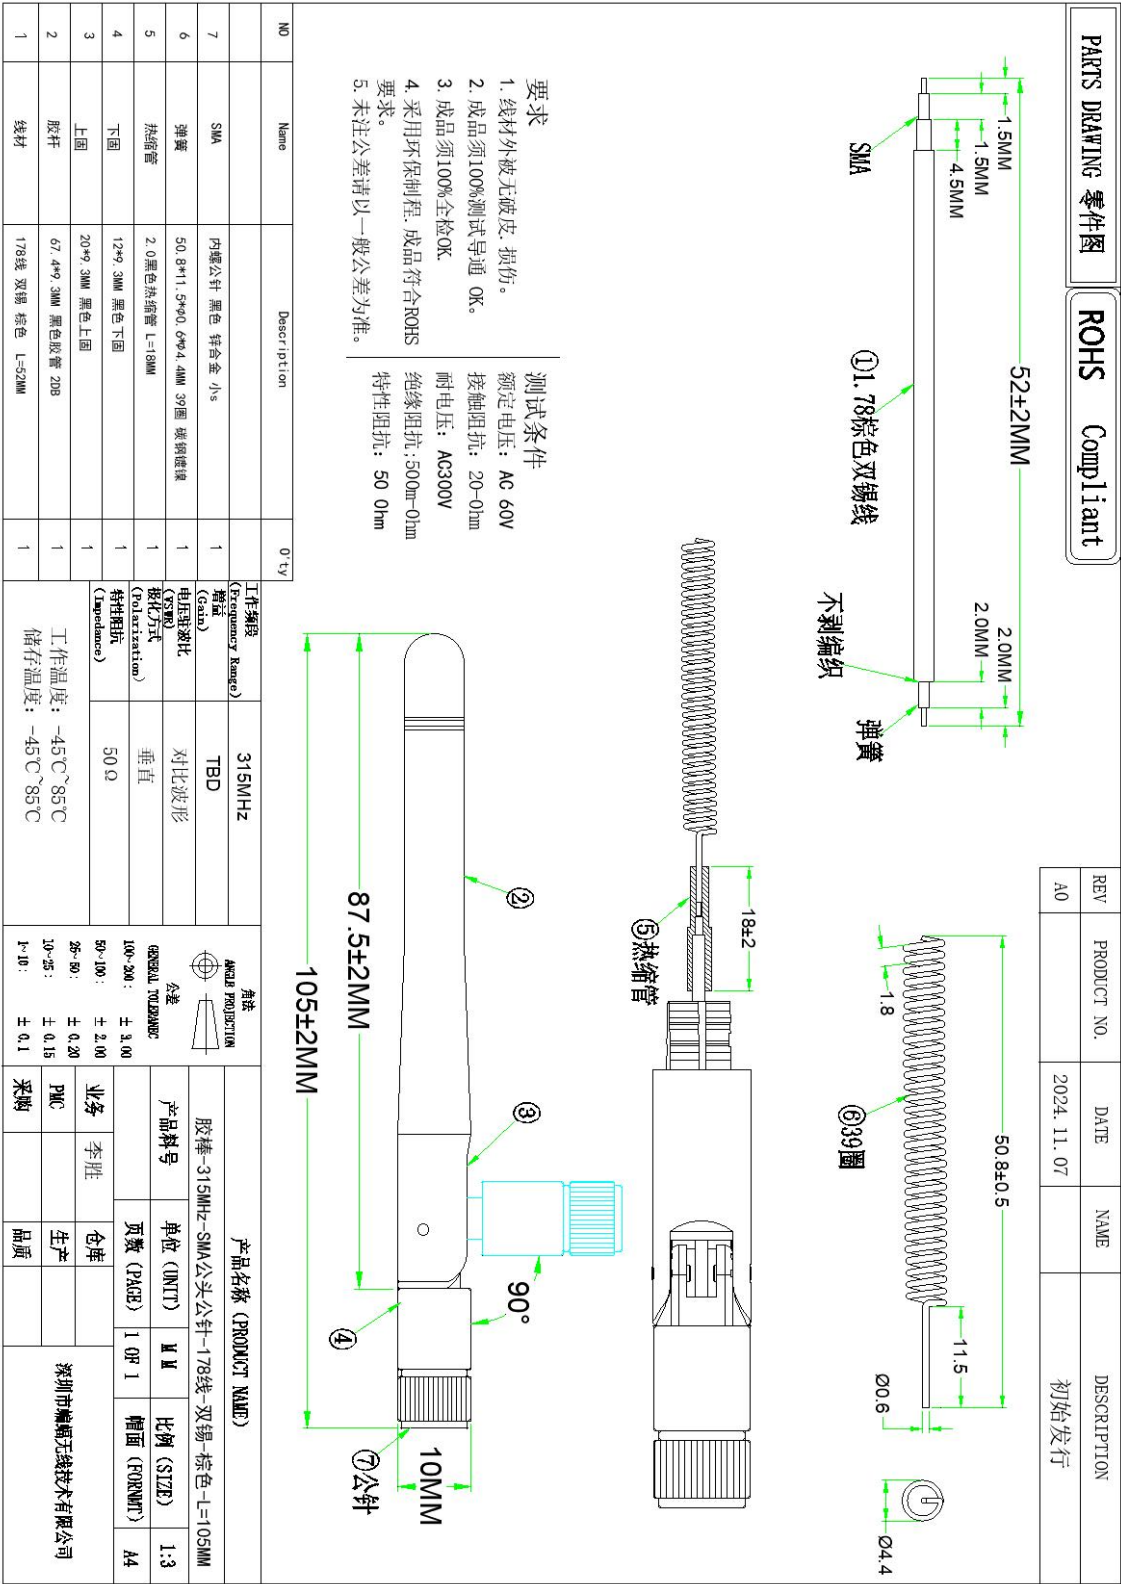 PARTS DRAWING 零件图
ROHS Compliant
REV PRODUCT NO. DATE NAME DESCRIPTION
A0 2024.11.07 初始发行
52±2MM
1.5MM
1.5MM
4.5MM
2.0MM
2.0MM
SMA
①1.78棕色双锡线
不剥编织
弹簧
50.8±0.5
1.8
11.5
Ø0.6
Ø4.4
⑥39圈
18±2
⑤热缩管
要求
1. 线材外被无破皮. 损伤。
2. 成品须100%测试导通 OK。
3. 成品须100%全检OK.
4. 采用环保制程. 成品符合ROHS
要求。
5. 未注公差请以一般公差为准。
测试条件
额定电压: AC 60V
接触阻抗: 20-Ohm
耐电压: AC300V
绝缘阻抗:500m-Ohm
特性阻抗: 50 Ohm
②
③
④
⑦公针
90°
10MM
87.5±2MM
105±2MM
NO Name Description Q'ty
7 SMA 内螺公针 黑色 锌合金 小s 1
6 弹簧 50.8*11.5*Φ0.6*Φ4.4MM 39圈 碳钢镀镍 1
5 热缩管 2.0黑色热缩管 L=18MM 1
4 下固 12*9.3MM 黑色下固 1
3 上固 20*9.3MM 黑色上固 1
2 胶杆 67.4*9.3MM 黑色胶管 2DB 1
1 线材 178线 双锡 棕色 L=52MM 1
工作频段
(Frequency Range) 315MHz
增益
(Gain) TBD
电压驻波比
(VSWR) 对比波形
极化方式
(Polarization) 垂直
特性阻抗
(Impedance) 50Ω
工作温度: -45℃~85℃
储存温度: -45℃~85℃
角法
ANGLE PROJECTION
公差
GENERAL TOLERANBC
100~200: ± 3.00
50~100: ± 2.00
25~50: ± 0.20
10~25: ± 0.15
1~10: ± 0.1
产品名称 (PRODUCT NAME)
胶棒-315MHz-SMA公头公针-178线-双锡-棕色-L=105MM
产品料号 单位 (UNIT) M M 比例 (SIZE) 1:3
页数 (PAGE) 1 OF 1 幅面 (FORNMT) A4
业务 李胜 仓库
PMC 生产
采购 品质
深圳市蝙蝠无线技术有限公司